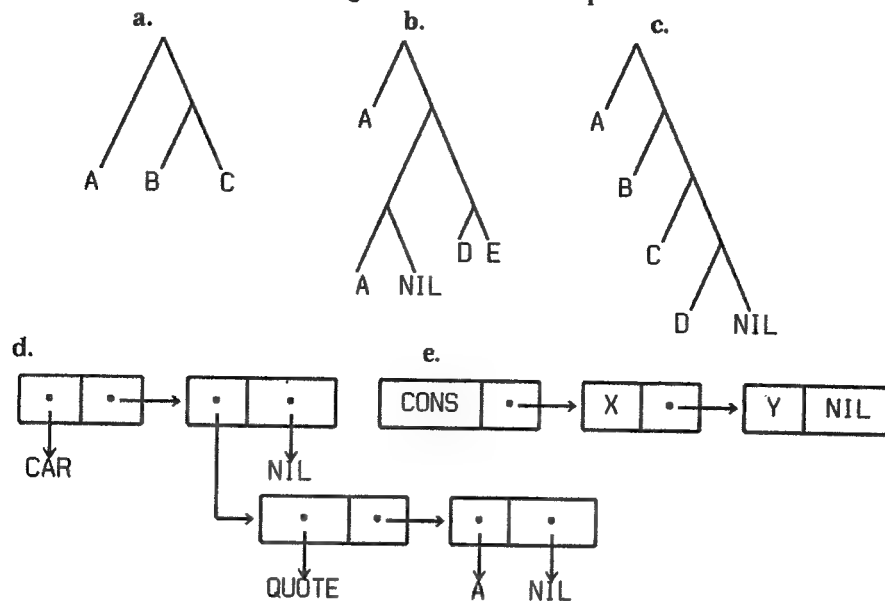 a.
b.
c.
A
A
B
B
A B C
C
D E
A NIL
D NIL
d.
e.
CONS X Y NIL
CAR
NIL
QUOTE
A NIL